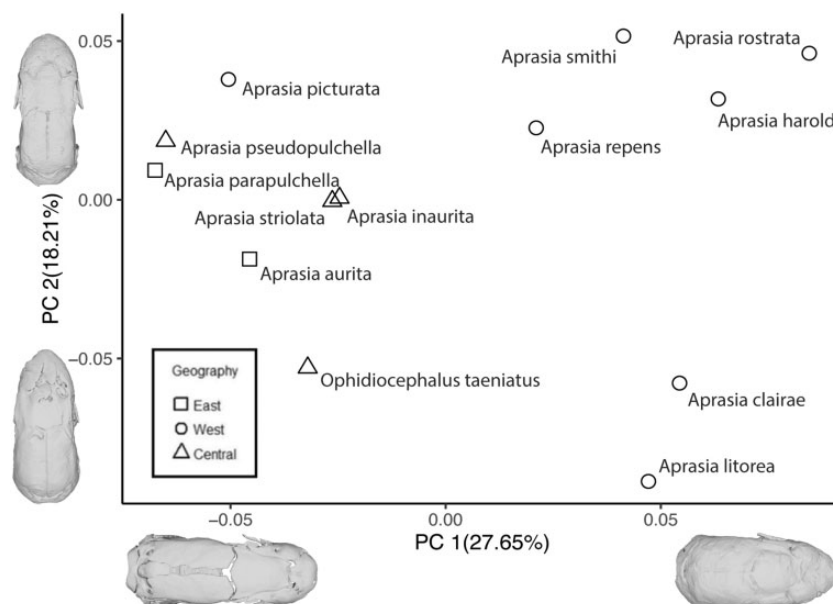 0.05
0.00
−0.05
PC 2(18.21%)
Aprasia smithi
Aprasia rostrata
Aprasia picturata
Aprasia harold
Aprasia repens
Aprasia pseudopulchella
Aprasia parapulchella
Aprasia striolata
Aprasia inaurita
Aprasia aurita
Ophidiocephalus taeniatus
Aprasia clairae
Aprasia litorea
Geography
East
West
Central
−0.05
0.00
0.05
PC 1(27.65%)